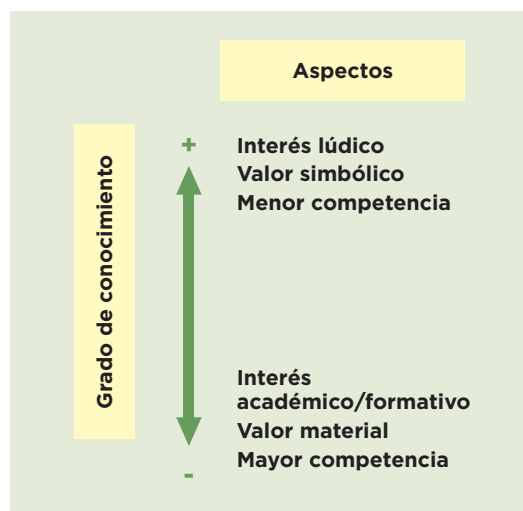 Aspectos
Grado de conocimiento
+
Interés lúdico
Valor simbólico
Menor competencia
Interés
académico/formativo
Valor material
Mayor competencia
-